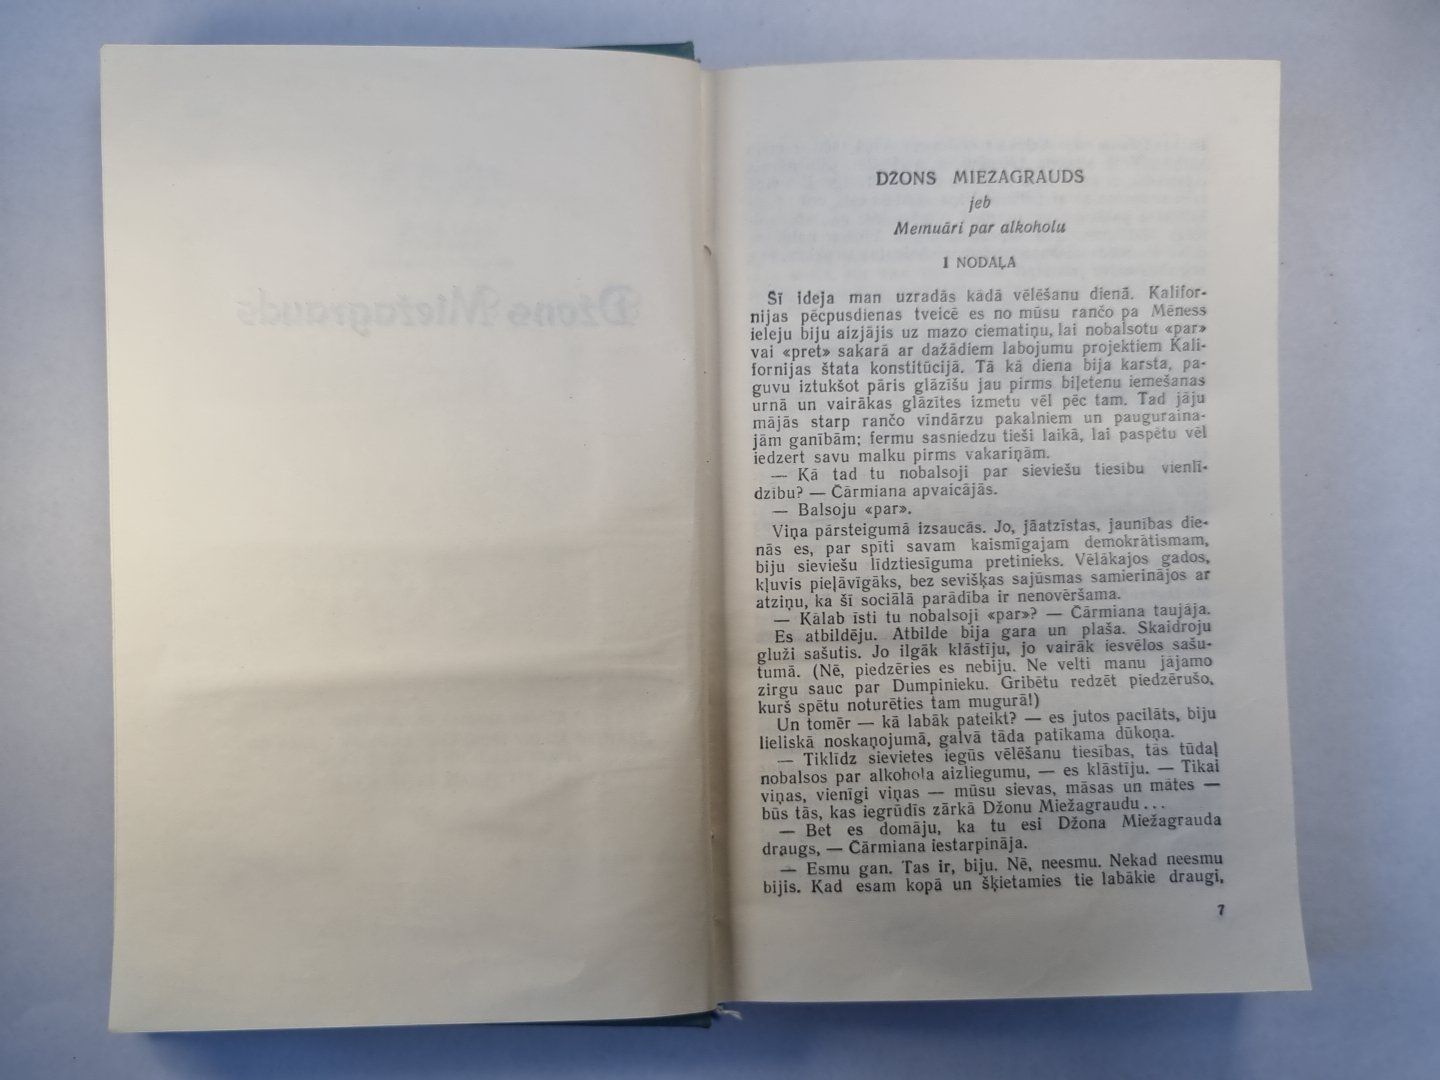 DŽONS MIEŽAGRAUDS
jeb
Memuāri par alkoholu
1 NODAĻA
Šī ideja man uzradās kādā vēlēšanu dienā. Kalifor-
nijas pēcpusdienas tveicē es no mūsu rančo pa Mēness
ieleju biju aizjājis uz mazo ciematiņu, lai nobalsotu «par»
vai «pret» sakarā ar dažādiem labojumu projektiem Kali-
fornijas štata konstitūcijā. Tā kā diena bija karsta, pa-
guvu iztukšot pāris glāzīšu jau pirms biļetenu iemešanas
urnā un vairākas glāzītes izmetu vēl pēc tam. Tad jāju
mājās starp rančo vīndārzu pakalniem un pauguraina-
jām ganībām; fermu sasniedzu tieši laikā, lai paspētu vēl
iedzert savu malku pirms vakariņām.
— Kā tad tu nobalsoji par sieviešu tiesību vienlī-
dzību? — Čārmiana apvaicājās.
— Balsoju «par».
Viņa pārsteigumā izsaucās. Jo, jāatzīstas, jaunības die-
nās es, par spīti savam kaismīgajam demokrātismam,
biju sieviešu līdztiesīguma pretinieks. Vēlākajos gados,
kļuvis pieļāvīgāks, bez sevišķas sajūsmas samierinājos ar
atziņu, ka šī sociālā parādība ir nenovēršama.
— Kālab īsti tu nobalsoji «par»? — Čārmiana taujāja.
Es atbildēju. Atbilde bija gara un plaša. Skaidroju
gluži sašutis. Jo ilgāk klāstīju, jo vairāk iesvēlos sašu-
tumā. (Nē, piedzēries es nebiju. Ne velti manu jājamo
zirgu sauc par Dumpinieku. Gribētu redzēt piedzērušo,
kurš spētu noturēties tam mugurā!)
Un tomēr — kā labāk pateikt? — es jutos pacilāts, biju
lieliskā noskaņojumā, galvā tāda patīkama dūkoņa.
— Tiklīdz sievietes iegūs vēlēšanu tiesības, tās tūdaļ
nobalsos par alkohola aizliegumu, — es klāstīju. — Tikai
viņas, vienīgi viņas — mūsu sievas, māsas un mātes —
būs tās, kas iegrūdīs zārkā Džonu Miežagraudu...
— Bet es domāju, ka tu esi Džona Miežagrauda
draugs, — Čārmiana iestarpināja.
— Esmu gan. Tas ir, biju. Nē, neesmu. Nekad neesmu
bijis. Kad esam kopā un šķietamies tie labākie draugi,
7